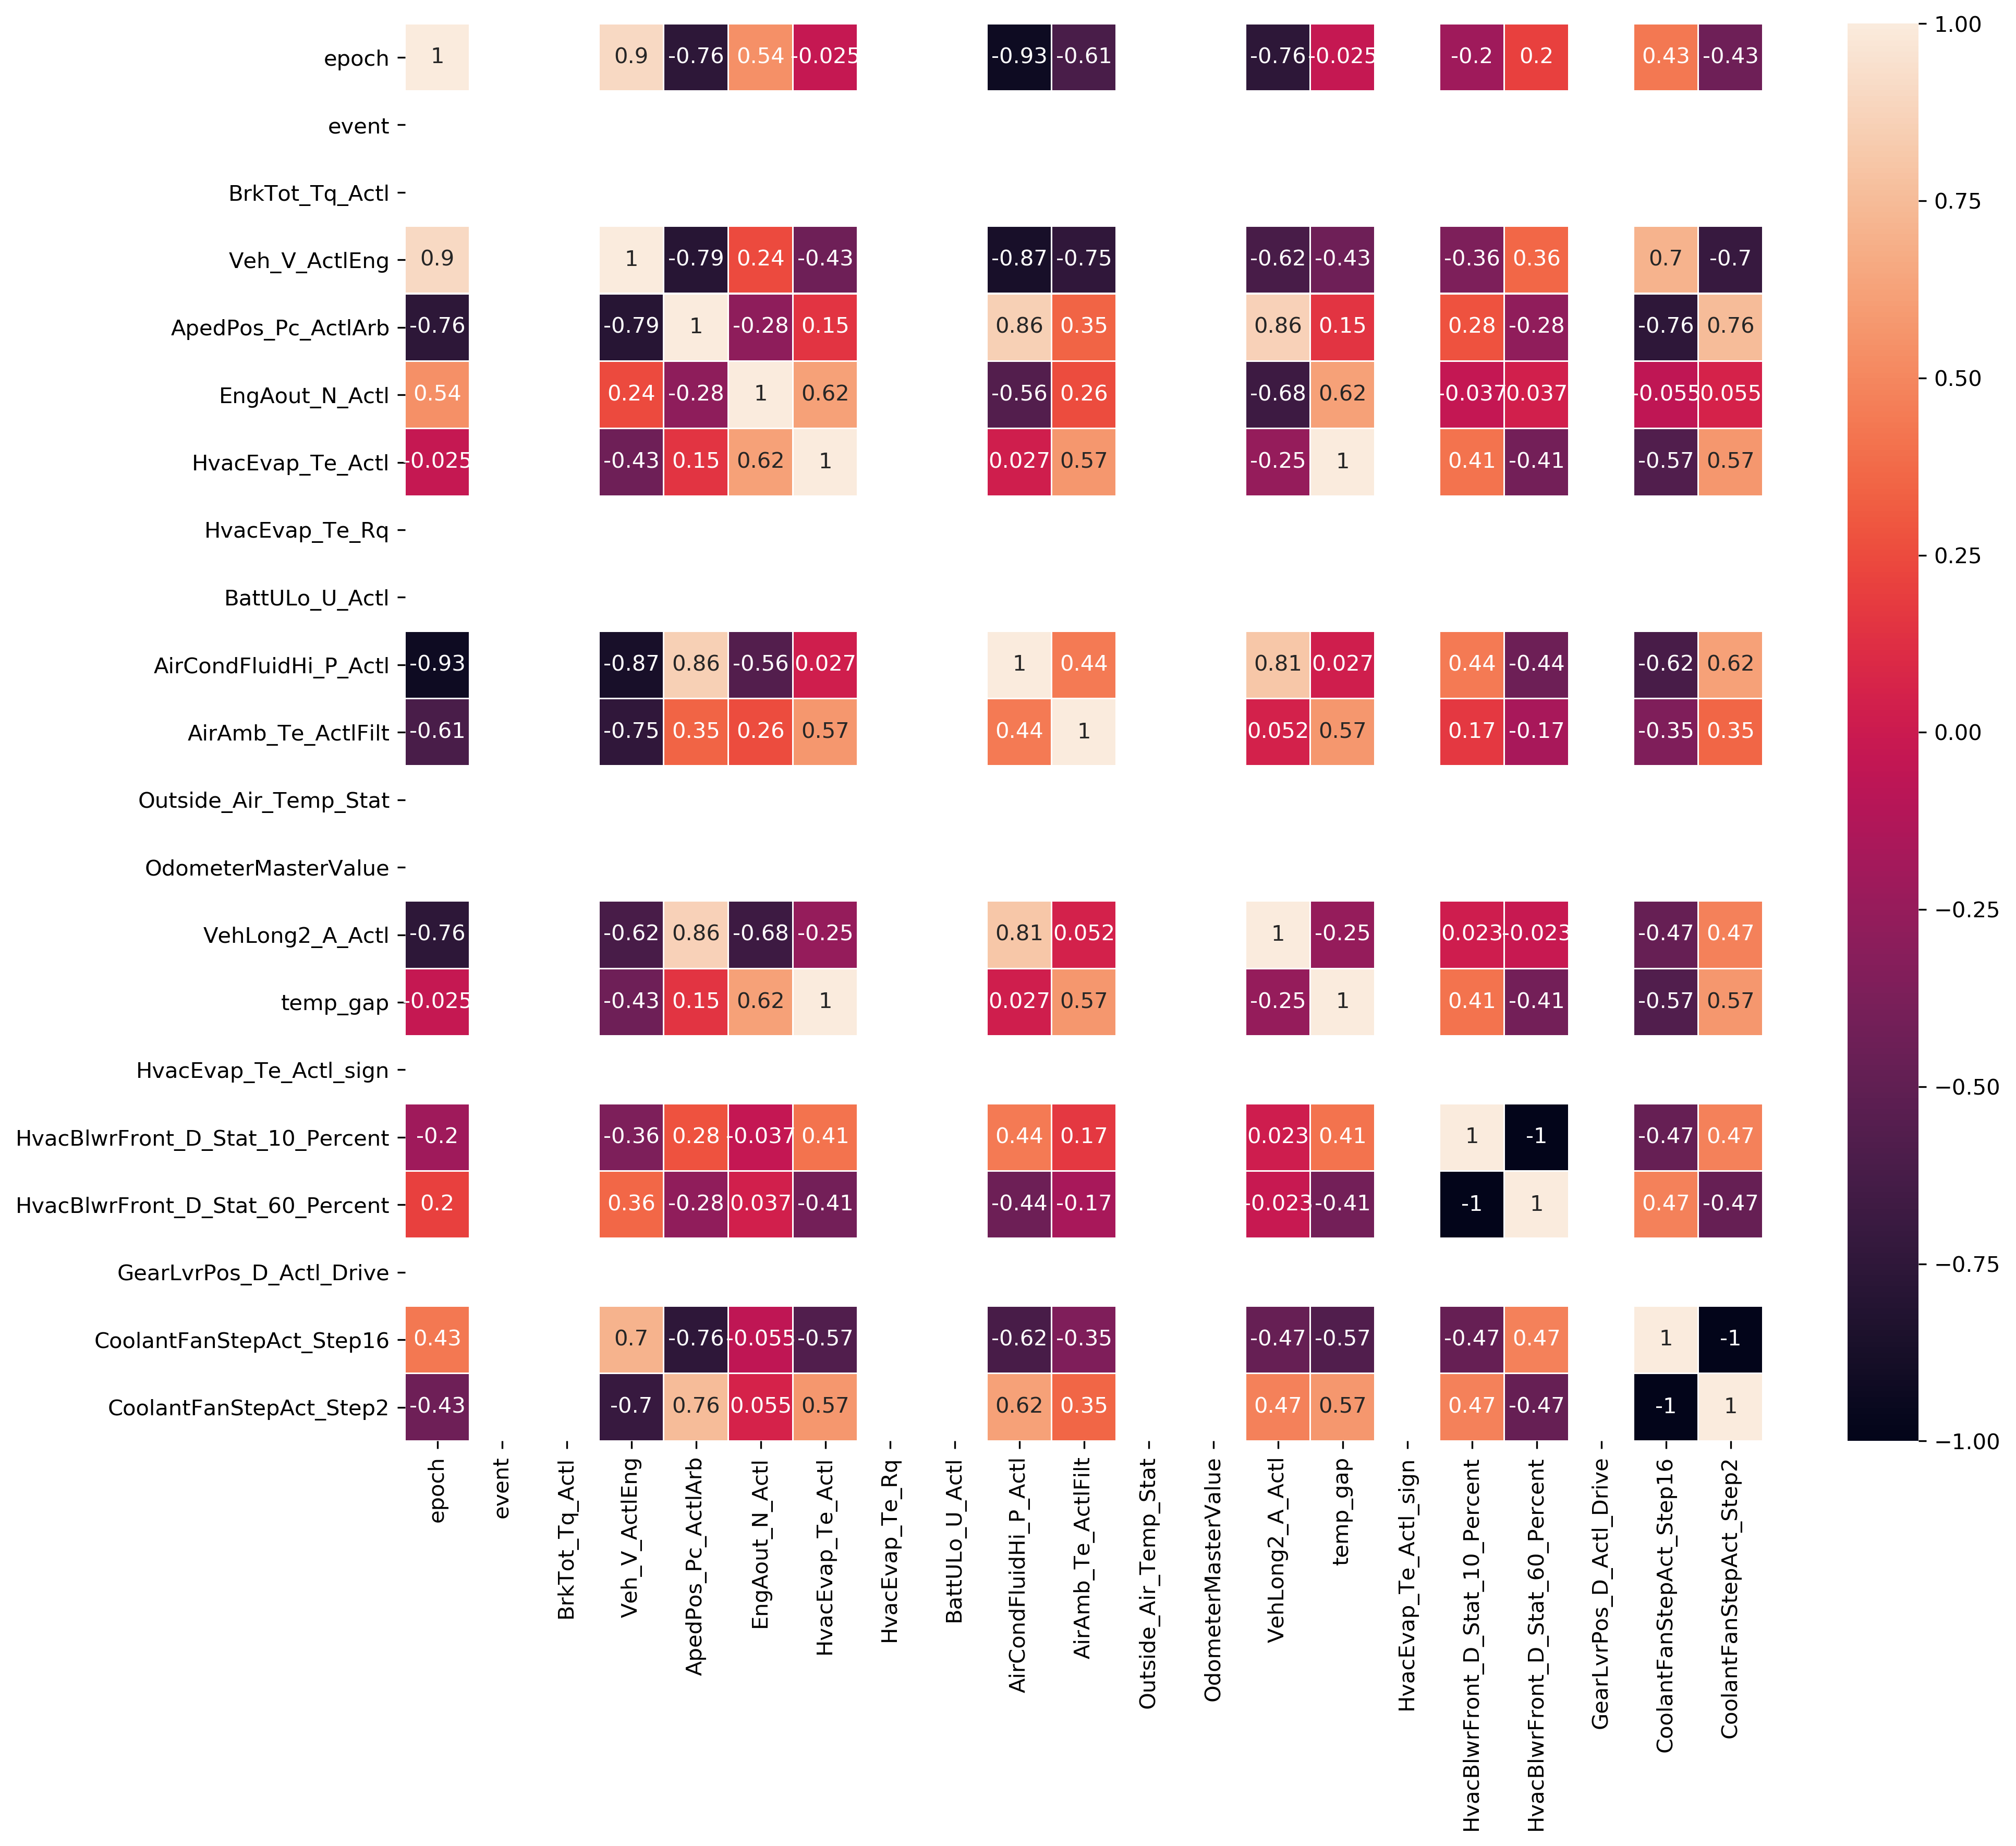 epoch 1 0.9 -0.76 0.54 -0.025 -0.93 -0.61 -0.76 -0.025 -0.2 0.2 0.43 -0.43
event
BrkTot_Tq_Actl
Veh_V_ActlEng 0.9 1 -0.79 0.24 -0.43 -0.87 -0.75 -0.62 -0.43 -0.36 0.36 0.7 -0.7
ApedPos_Pc_ActlArb -0.76 -0.79 1 -0.28 0.15 0.86 0.35 0.86 0.15 0.28 -0.28 -0.76 0.76
EngAout_N_Actl 0.54 0.24 -0.28 1 0.62 -0.56 0.26 -0.68 0.62 -0.037 0.037 -0.055 0.055
HvacEvap_Te_Actl -0.025 -0.43 0.15 0.62 1 0.027 0.57 -0.25 1 0.41 -0.41 -0.57 0.57
HvacEvap_Te_Rq
BattULo_U_Actl
AirCondFluidHi_P_Actl -0.93 -0.87 0.86 -0.56 0.027 1 0.44 0.81 0.027 0.44 -0.44 -0.62 0.62
AirAmb_Te_ActlFilt -0.61 -0.75 0.35 0.26 0.57 0.44 1 0.052 0.57 0.17 -0.17 -0.35 0.35
Outside_Air_Temp_Stat
OdometerMasterValue
VehLong2_A_Actl -0.76 -0.62 0.86 -0.68 -0.25 0.81 0.052 1 -0.25 0.023 -0.023 -0.47 0.47
temp_gap -0.025 -0.43 0.15 0.62 1 0.027 0.57 -0.25 1 0.41 -0.41 -0.57 0.57
HvacEvap_Te_Actl_sign
HvacBlwrFront_D_Stat_10_Percent -0.2 -0.36 0.28 -0.037 0.41 0.44 0.17 0.023 0.41 1 -1 -0.47 0.47
HvacBlwrFront_D_Stat_60_Percent 0.2 0.36 -0.28 0.037 -0.41 -0.44 -0.17 -0.023 -0.41 -1 1 0.47 -0.47
GearLvrPos_D_Actl_Drive
CoolantFanStepAct_Step16 0.43 0.7 -0.76 -0.055 -0.57 -0.62 -0.35 -0.47 -0.57 -0.47 0.47 1 -1
CoolantFanStepAct_Step2 -0.43 -0.7 0.76 0.055 0.57 0.62 0.35 0.47 0.57 0.47 -0.47 -1 1
epoch
event
BrkTot_Tq_Actl
Veh_V_ActlEng
ApedPos_Pc_ActlArb
EngAout_N_Actl
HvacEvap_Te_Actl
HvacEvap_Te_Rq
BattULo_U_Actl
AirCondFluidHi_P_Actl
AirAmb_Te_ActlFilt
Outside_Air_Temp_Stat
OdometerMasterValue
VehLong2_A_Actl
temp_gap
HvacEvap_Te_Actl_sign
HvacBlwrFront_D_Stat_10_Percent
HvacBlwrFront_D_Stat_60_Percent
GearLvrPos_D_Actl_Drive
CoolantFanStepAct_Step16
CoolantFanStepAct_Step2
1.00
0.75
0.50
0.25
0.00
−0.25
−0.50
−0.75
−1.00